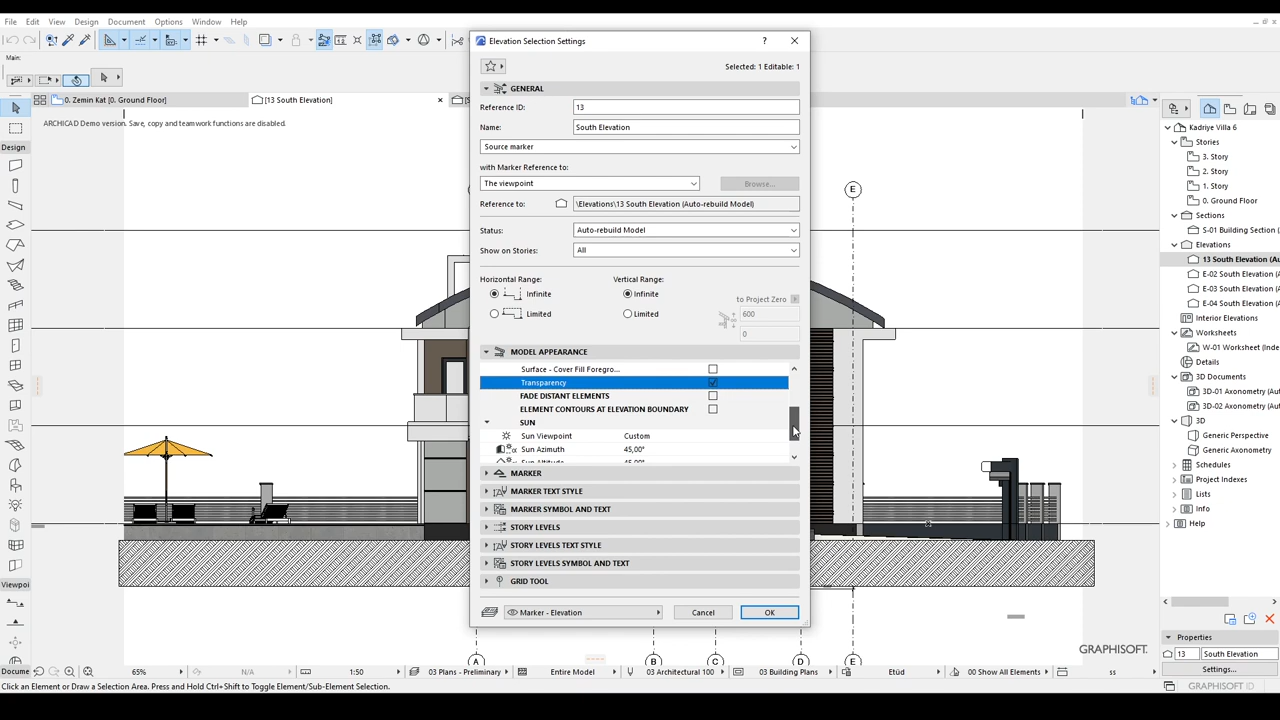 File Edit View Design Document Options Window Help
Main:
0. Zemin Kat [0. Ground Floor]
[13 South Elevation]
[S
ARCHICAD Demo version. Save, copy and teamwork functions are disabled.
Design
Viewpoi
Docume
Elevation Selection Settings
?
Selected: 1 Editable: 1
GENERAL
Reference ID: 13
Name: South Elevation
Source marker
with Marker Reference to:
The viewpoint
Browse...
Reference to: \Elevations\13 South Elevation (Auto-rebuild Model)
Status: Auto-rebuild Model
Show on Stories: All
Horizontal Range: Vertical Range:
Infinite Infinite
to Project Zero
Limited Limited 600
0
MODEL APPEARANCE
Surface - Cover Fill Foregro...
Transparency
FADE DISTANT ELEMENTS
ELEMENT CONTOURS AT ELEVATION BOUNDARY
SUN
Sun Viewpoint Custom
Sun Azimuth 45,00°
Sun Altitude 45,00°
MARKER
MARKER TEXT STYLE
MARKER SYMBOL AND TEXT
STORY LEVELS
STORY LEVELS TEXT STYLE
STORY LEVELS SYMBOL AND TEXT
GRID TOOL
Marker - Elevation
Cancel
OK
E
A B C D E
Kadriye Villa 6
Stories
3. Story
2. Story
1. Story
0. Ground Floor
Sections
S-01 Building Section (
Elevations
13 South Elevation (Au
E-02 South Elevation (
E-03 South Elevation (
E-04 South Elevation (
Interior Elevations
Worksheets
W-01 Worksheet (Inde
Details
3D Documents
3D-01 Axonometry (A
3D-02 Axonometry (A
3D
Generic Perspective
Generic Axonometry
Schedules
Project Indexes
Lists
Info
Help
Properties
13 South Elevation
Settings...
GRAPHISOFT.
GRAPHISOFT
65% N/A 1:50 03 Plans - Preliminary Entire Model 03 Architectural 100 03 Building Plans Etüd 00 Show All Elements ss
Click an Element or Draw a Selection Area. Press and Hold Ctrl+Shift to Toggle Element/Sub-Element Selection.